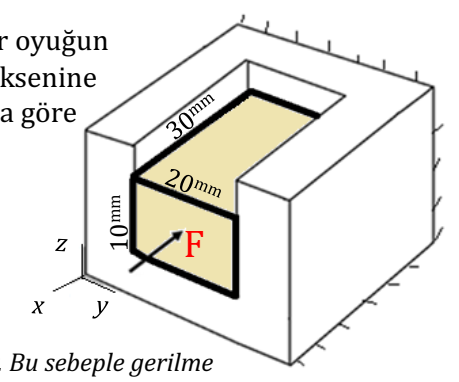 r oyuğun
ksenine
a göre
30mm
20mm
10mm
F
z
x
y
. Bu sebeple gerilme